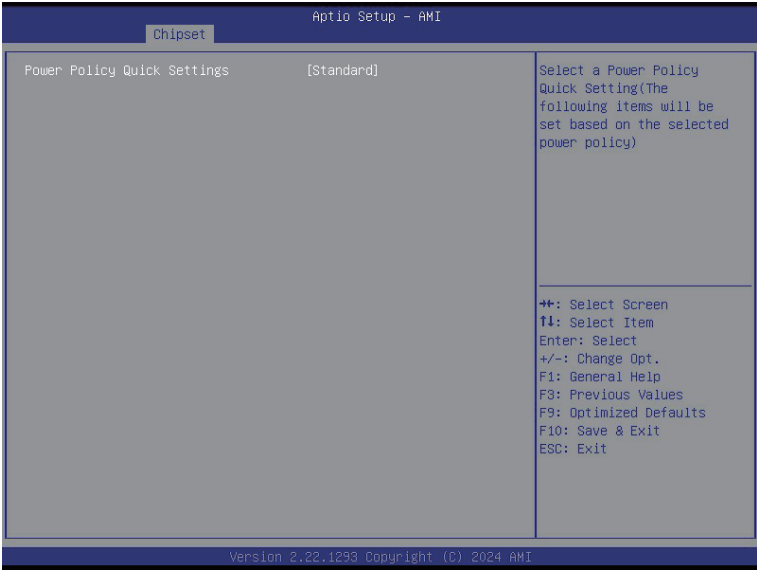 Aptio Setup – AMI
Chipset
Power Policy Quick Settings [Standard]
Select a Power Policy
Quick Setting(The
following items will be
set based on the selected
power policy)
→←: Select Screen
↑↓: Select Item
Enter: Select
+/-: Change Opt.
F1: General Help
F3: Previous Values
F9: Optimized Defaults
F10: Save & Exit
ESC: Exit
Version 2.22.1293 Copyright (C) 2024 AMI